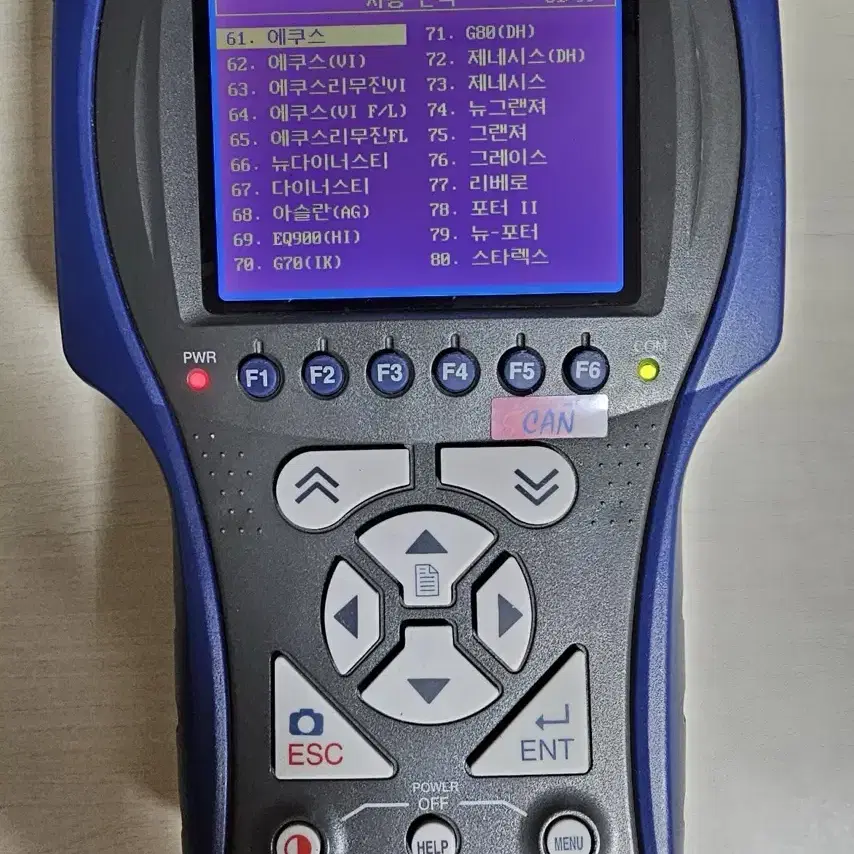 61. 에쿠스
62. 에쿠스(VI)
63. 에쿠스리무진VI
64. 에쿠스(VI F/L)
65. 에쿠스리무진FL
66. 뉴다이너스티
67. 다이너스티
68. 아슬란(AG)
69. EQ900(HI)
70. G70(IK)
71. G80(DH)
72. 제네시스(DH)
73. 제네시스
74. 뉴그랜져
75. 그랜져
76. 그레이스
77. 리베로
78. 포터 II
79. 뉴-포터
80. 스타렉스
PWR
F1 F2 F3 F4 F5 F6
CAN
ESC
ENT
POWER
OFF
HELP
MENU